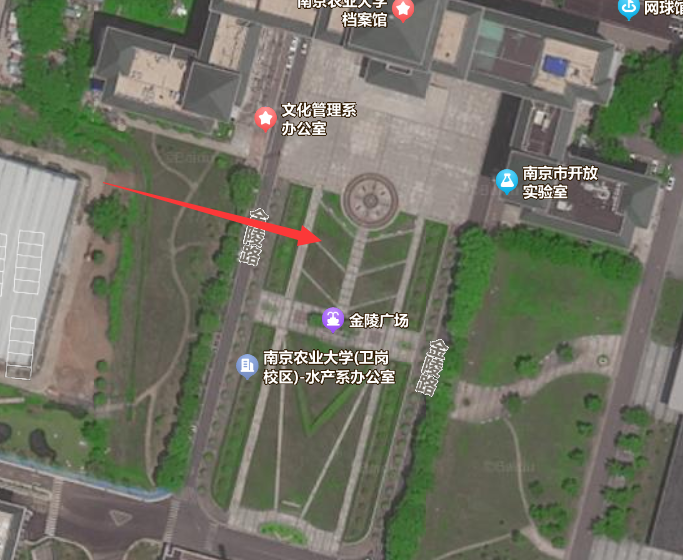 南京农业大学
档案馆
网球馆
文化管理系
办公室
南京市开放
实验室
金陵路
金陵广场
南京农业大学(卫岗
校区)-水产系办公室
金陵路
©Baidu
©Baidu